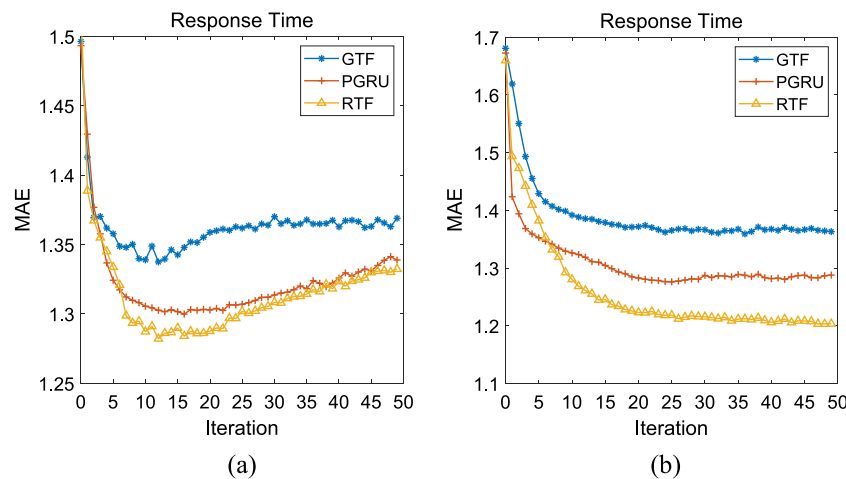 Response Time
MAE
1.5
1.45
1.4
1.35
1.3
1.25
GTF
PGRU
RTF
0 5 10 15 20 25 30 35 40 45 50
Iteration
(a)
Response Time
MAE
1.7
1.6
1.5
1.4
1.3
1.2
1.1
GTF
PGRU
RTF
0 5 10 15 20 25 30 35 40 45 50
Iteration
(b)